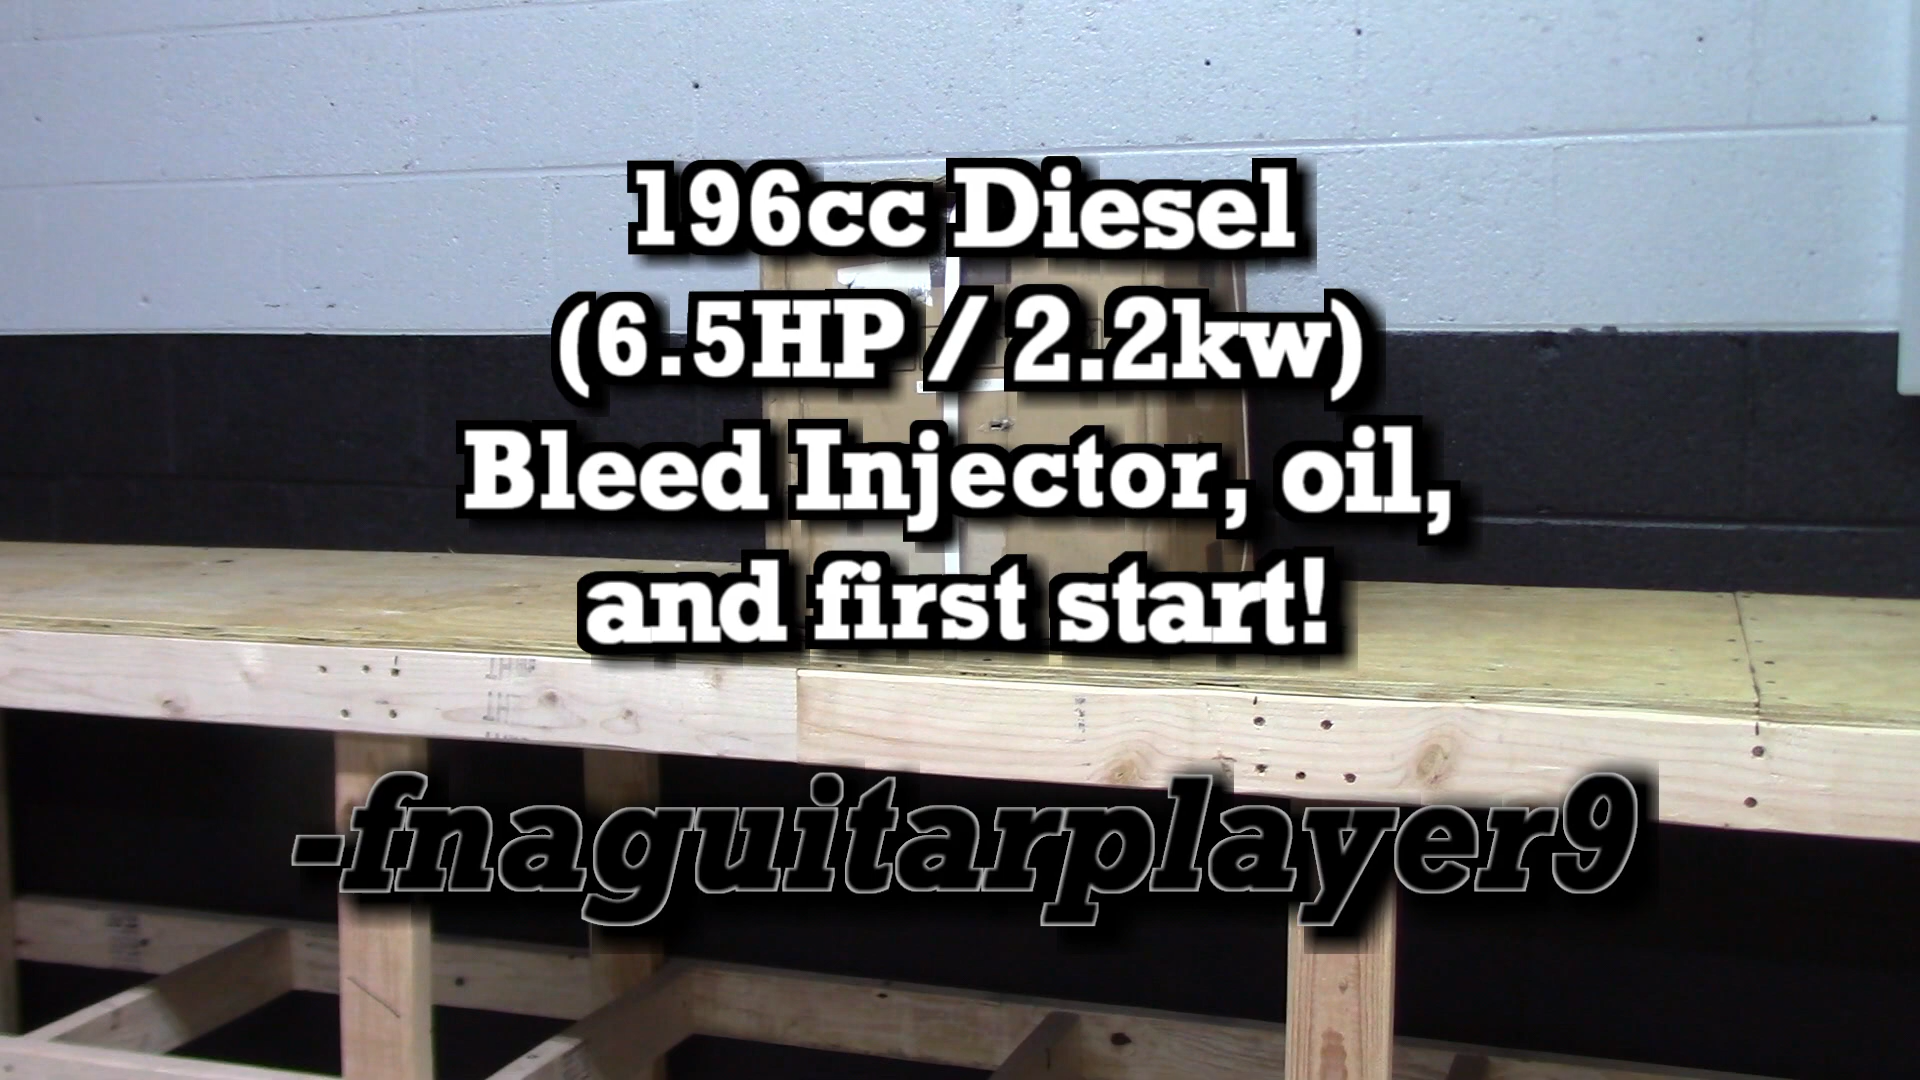 196cc Diesel
(6.5HP / 2.2kw)
Bleed Injector, oil,
and first start!
-fnaguitarplayer9